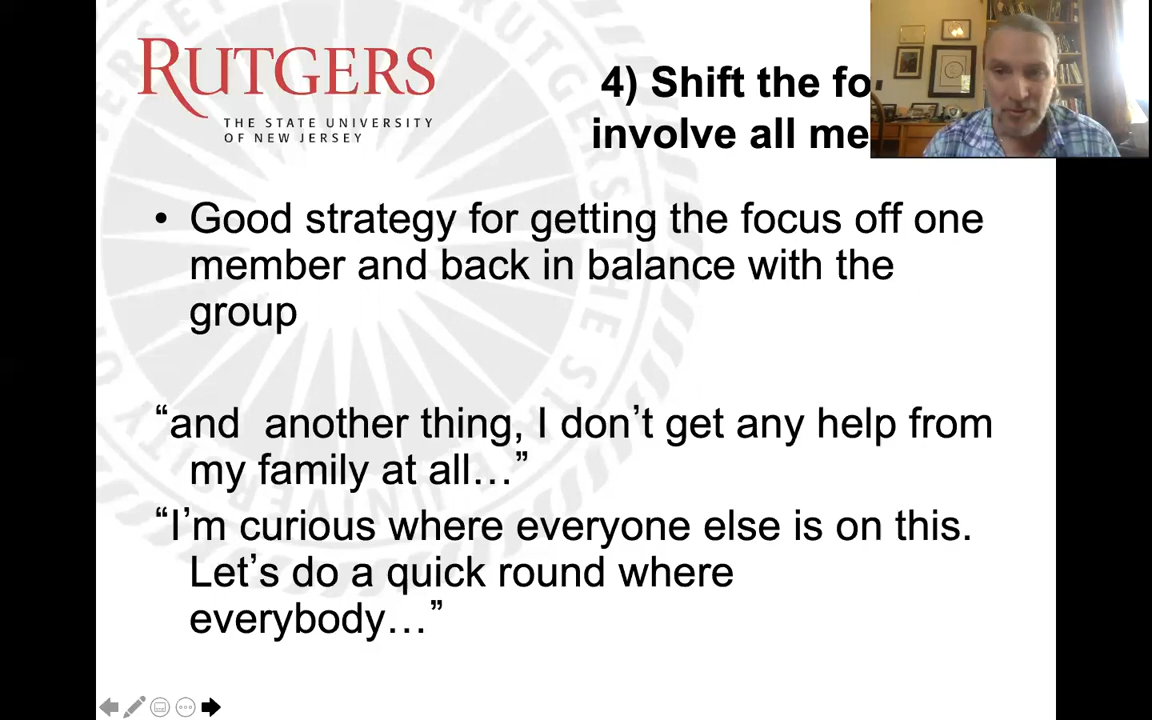 RUTGERS
THE STATE UNIVERSITY
OF NEW JERSEY
4) Shift the
involve all
• Good strategy for getting the focus off one
member and back in balance with the
group
“and  another thing, I don’t get any help from
my family at all…”
“I’m curious where everyone else is on this.
Let’s do a quick round where
everybody…”